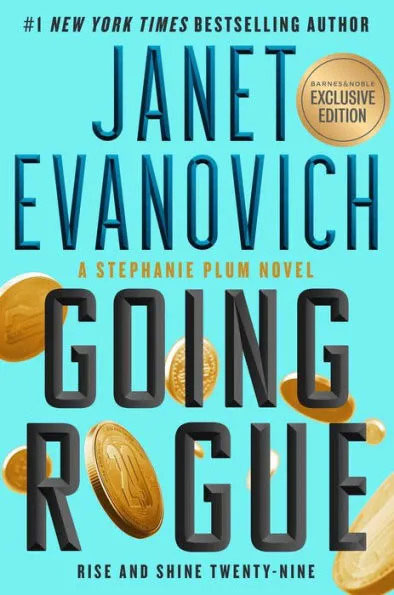 #1 NEW YORK TIMES BESTSELLING AUTHOR
JANET
BARNES&NOBLE
EXCLUSIVE
EDITION
EVANOVICH
A STEPHANIE PLUM NOVEL
GOING
ROGUE
RISE AND SHINE TWENTY-NINE